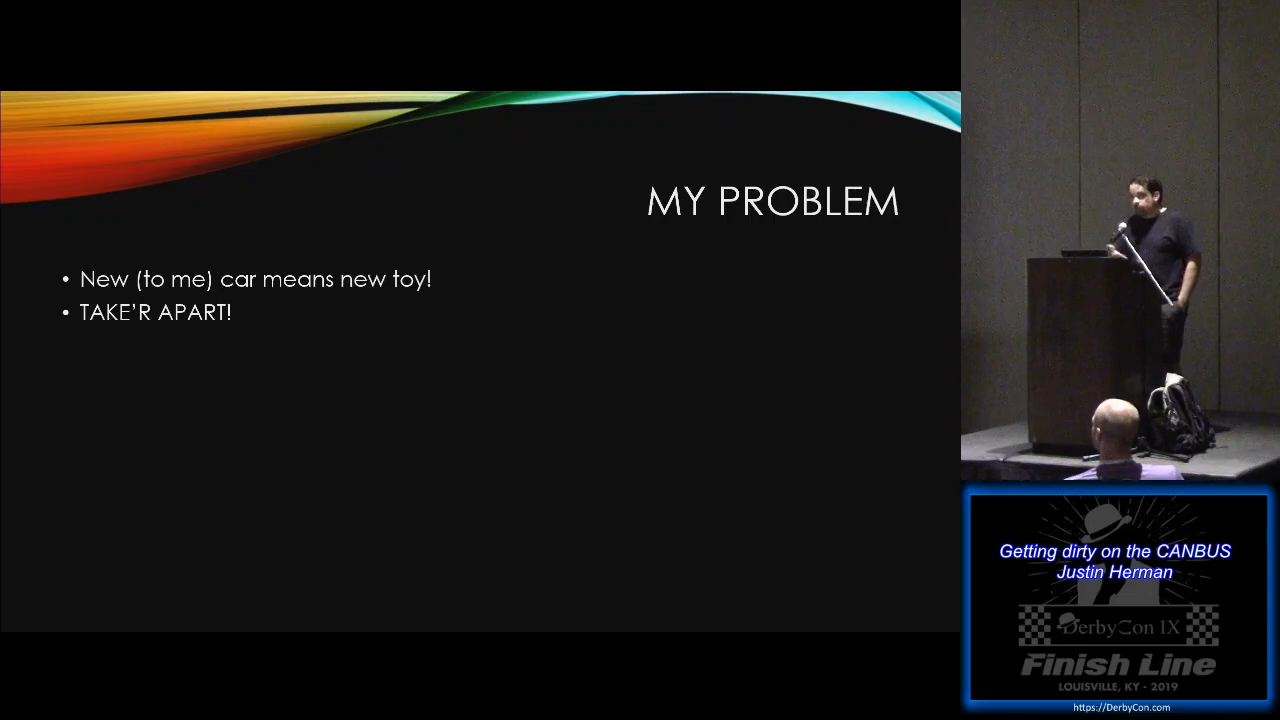 MY PROBLEM
• New (to me) car means new toy!
• TAKE'R APART!
Getting dirty on the CANBUS
Justin Herman
DerbyCon IX
Finish Line
LOUISVILLE, KY - 2019
https://DerbyCon.com